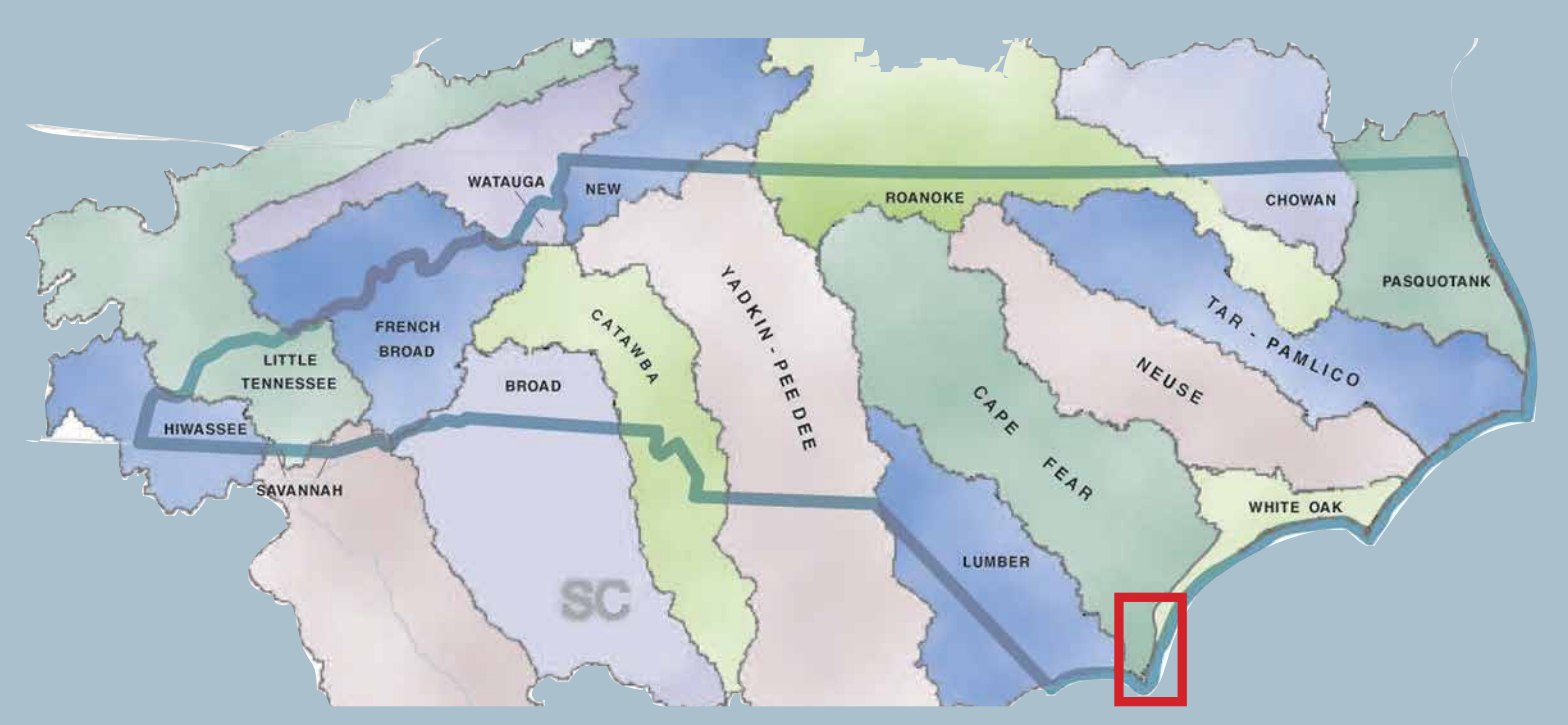 WATAUGA
NEW
ROANOKE
CHOWAN
PASQUOTANK
FRENCH
BROAD
LITTLE
TENNESSEE
CATAWBA
YADKIN - PEE DEE
TAR - PAMLICO
NEUSE
BROAD
CAPE
FEAR
HIWASSEE
SAVANNAH
WHITE OAK
LUMBER
SC